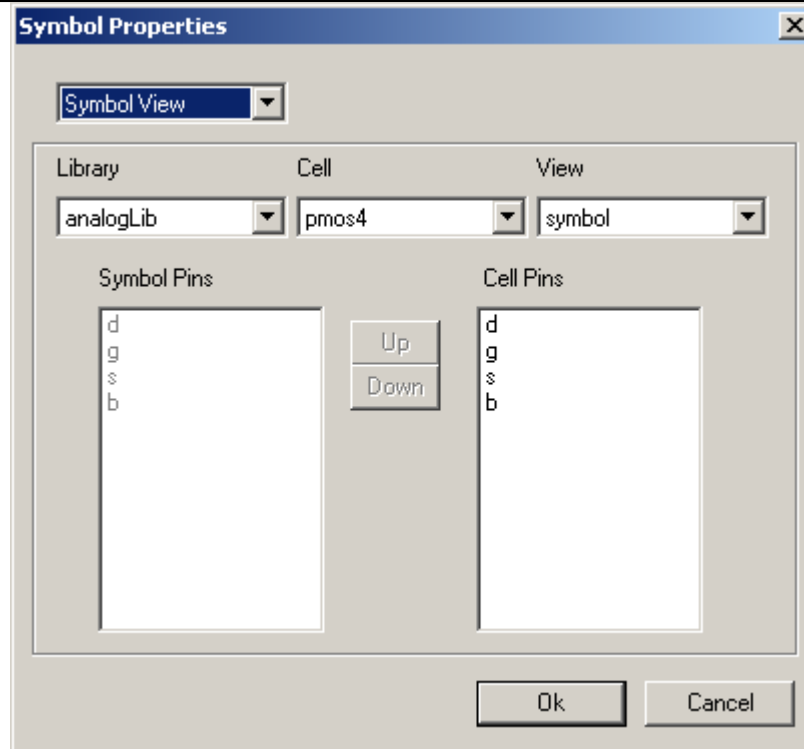 Symbol Properties
Symbol View
Library Cell View
analogLib pmos4 symbol
Symbol Pins Cell Pins
d d
g g
s s
b b
Up
Down
Ok Cancel